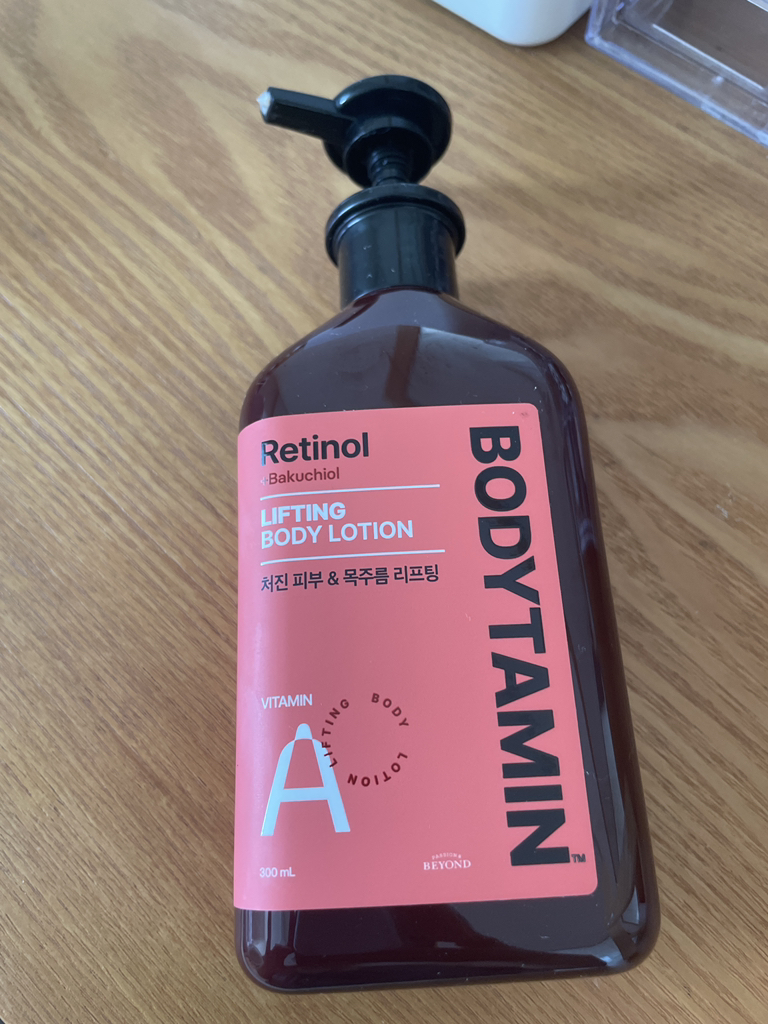 Retinol
+Bakuchiol
LIFTING
BODY LOTION
처진 피부 & 목주름 리프팅
BODYTAMIN™
VITAMIN
A
LIFTING BODY LOTION
300 mL
BEYOND